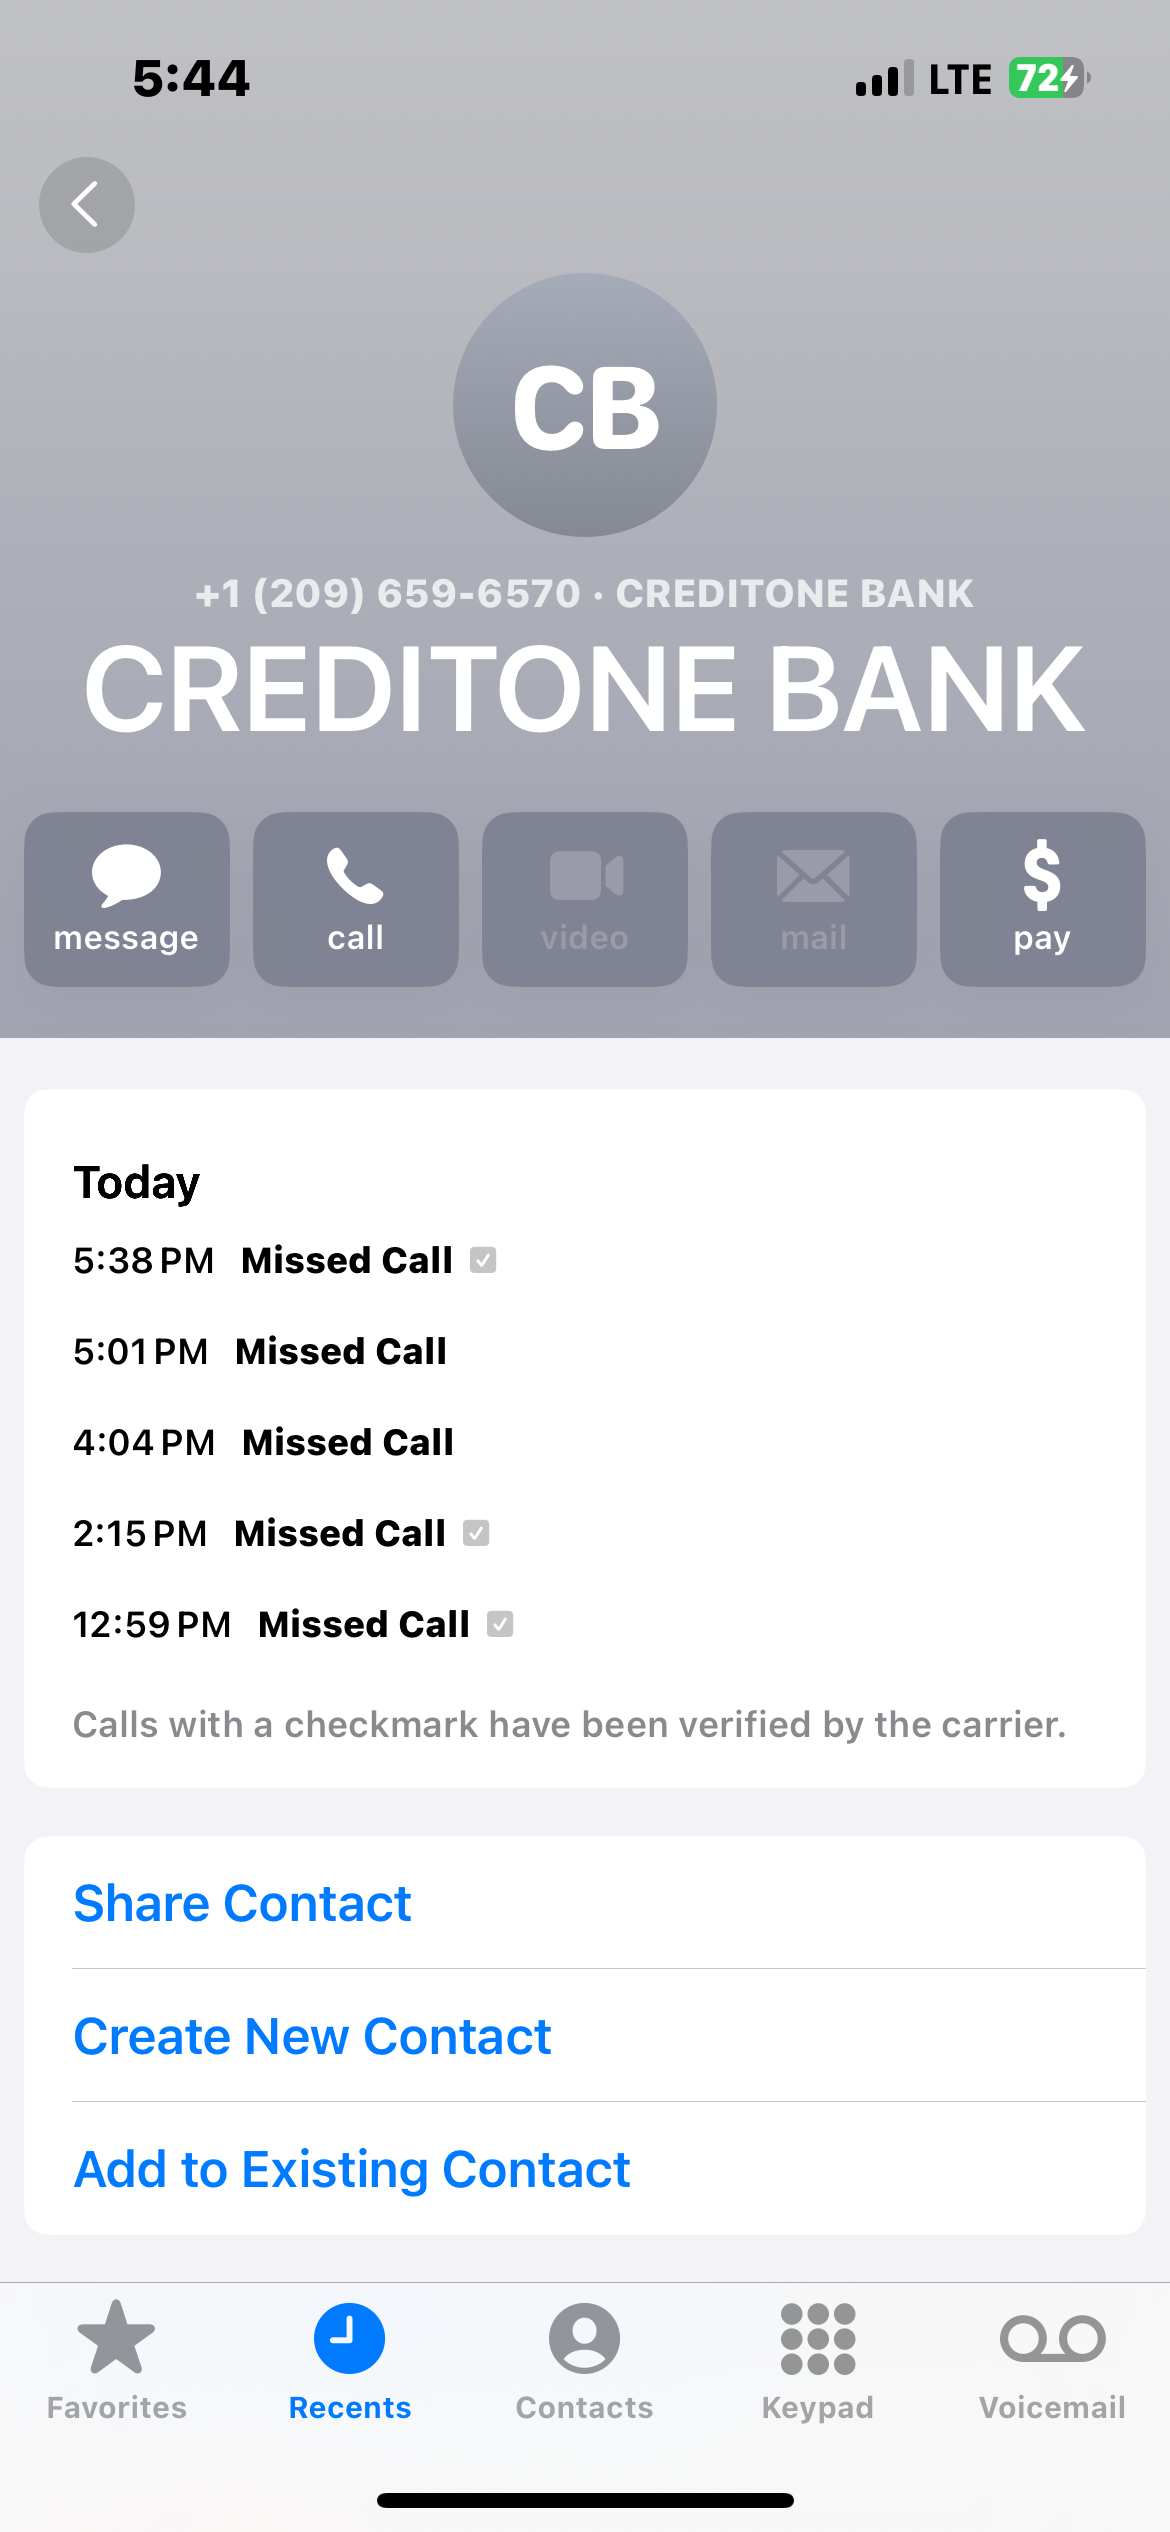 5:44
LTE 72
CB
+1 (209) 659-6570 · CREDITONE BANK
CREDITONE BANK
message call video mail pay
Today
5:38 PM Missed Call
5:01 PM Missed Call
4:04 PM Missed Call
2:15 PM Missed Call
12:59 PM Missed Call
Calls with a checkmark have been verified by the carrier.
Share Contact
Create New Contact
Add to Existing Contact
Favorites Recents Contacts Keypad Voicemail